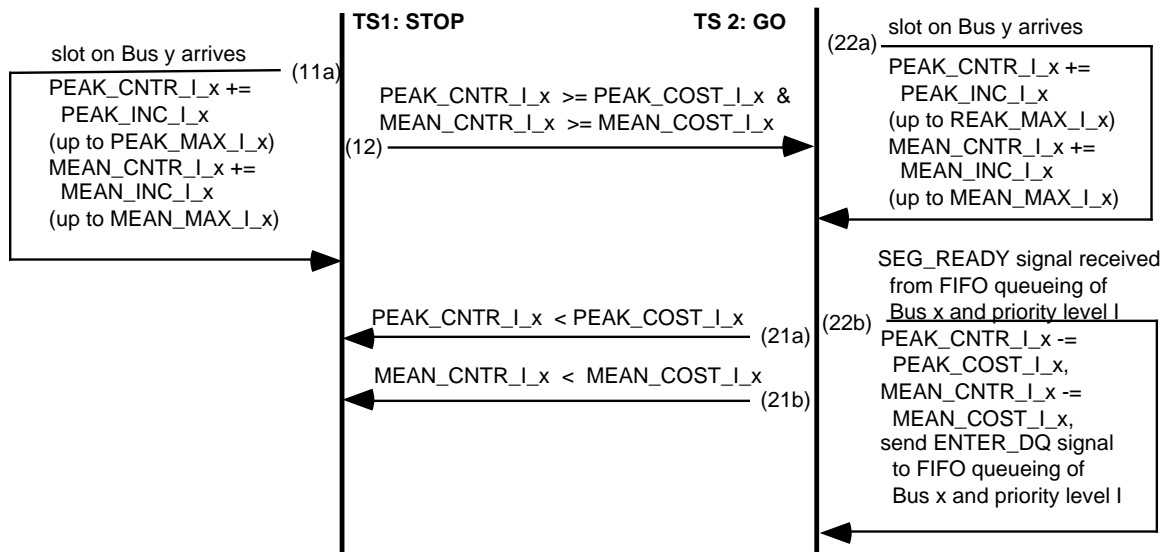 TS1: STOP
TS 2: GO
slot on Bus y arrives
(11a)
PEAK_CNTR_I_x +=
PEAK_INC_I_x
(up to PEAK_MAX_I_x)
MEAN_CNTR_I_x +=
MEAN_INC_I_x
(up to MEAN_MAX_I_x)
PEAK_CNTR_I_x >= PEAK_COST_I_x &
MEAN_CNTR_I_x >= MEAN_COST_I_x
(12)
slot on Bus y arrives
(22a)
PEAK_CNTR_I_x +=
PEAK_INC_I_x
(up to REAK_MAX_I_x)
MEAN_CNTR_I_x +=
MEAN_INC_I_x
(up to MEAN_MAX_I_x)
PEAK_CNTR_I_x < PEAK_COST_I_x
(21a)
MEAN_CNTR_I_x < MEAN_COST_I_x
(21b)
SEG_READY signal received
from FIFO queueing of
Bus x and priority level I
(22b)
PEAK_CNTR_I_x -=
PEAK_COST_I_x,
MEAN_CNTR_I_x -=
MEAN_COST_I_x,
send ENTER_DQ signal
to FIFO queueing of
Bus x and priority level I